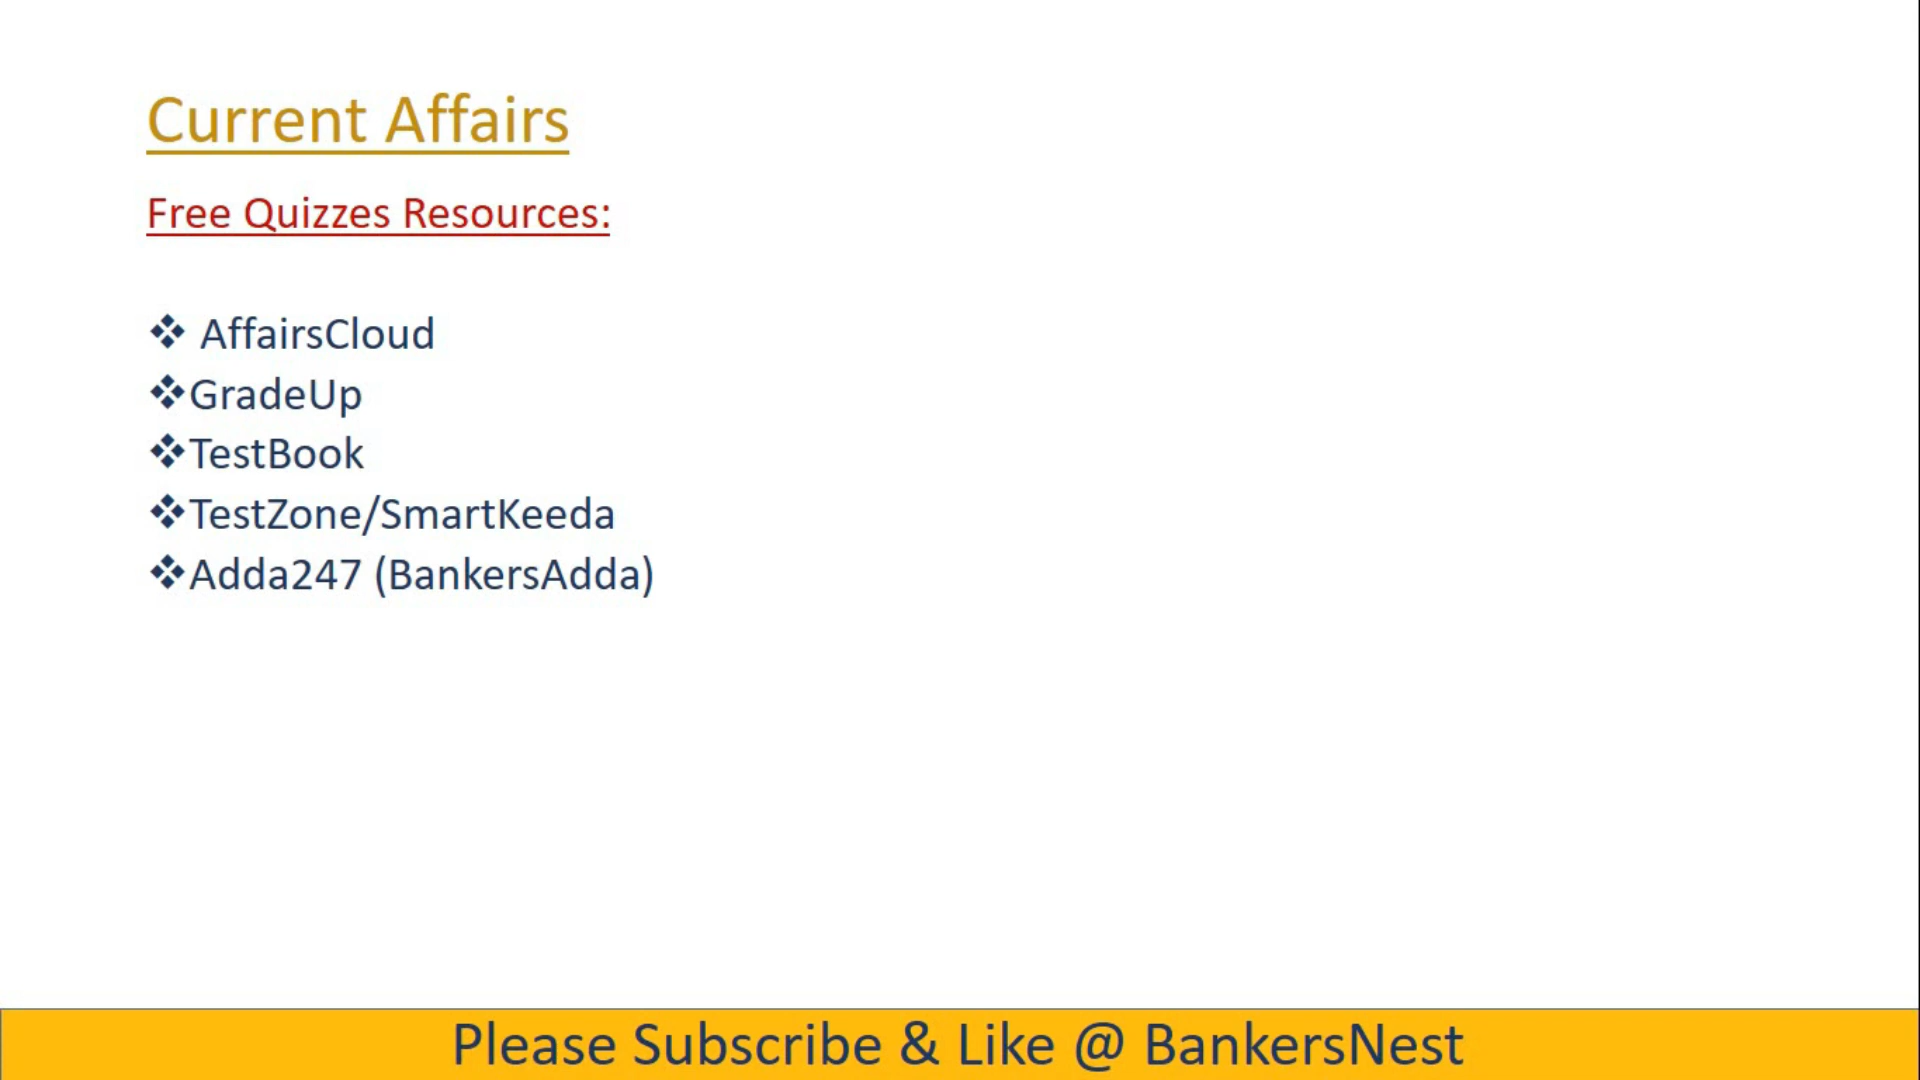 Current Affairs
Free Quizzes Resources:
❖ AffairsCloud
❖GradeUp
❖TestBook
❖TestZone/SmartKeeda
❖Adda247 (BankersAdda)
Please Subscribe & Like @ BankersNest